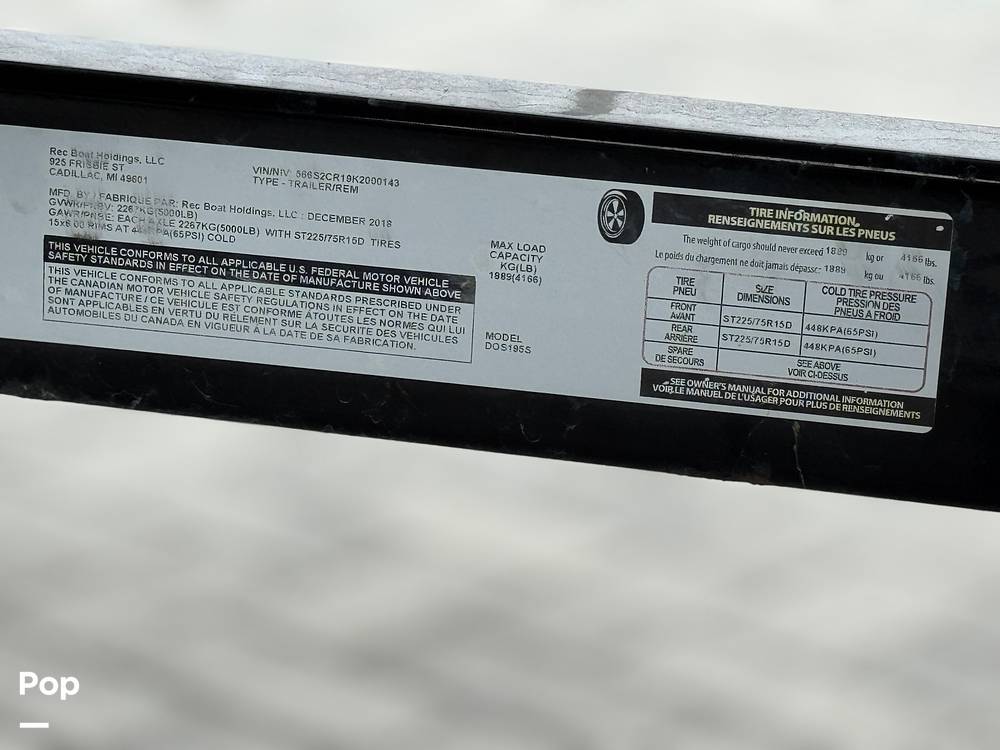 Rec Boat Holdings, LLC
925 FRISBIE ST
CADILLAC, MI 49601
VIN/NIV: 566S2CR19K2000143
TYPE - TRAILER/REM
MFD. BY / FABRIQUE PAR: Rec Boat Holdings, LLC : DECEMBER 2018
GVWR/PNBV: 2267KG(5000LB)
GAWR/PNBE: EACH AXLE 2267KG(5000LB) WITH ST225/75R15D TIRES
15x6.00 RIMS AT 448KPA(65PSI) COLD
THIS VEHICLE CONFORMS TO ALL APPLICABLE U.S. FEDERAL MOTOR VEHICLE
SAFETY STANDARDS IN EFFECT ON THE DATE OF MANUFACTURE SHOWN ABOVE
THIS VEHICLE CONFORMS TO ALL APPLICABLE STANDARDS PRESCRIBED UNDER
THE CANADIAN MOTOR VEHICLE SAFETY REGULATIONS IN EFFECT ON THE DATE
OF MANUFACTURE / CE VEHICULE EST CONFORME ATOUTES LES NORMES QUI LUI
SONT APPLICABLES EN VERTU DU RÈLEMENT SUR LA SECURITE DES VEHICULES
AUTOMOBILES DU CANADA EN VIGUEUR A LA DATE DE SA FABRICATION.
MAX LOAD
CAPACITY
KG(LB)
1889(4166)
MODEL
DOS195S
TIRE INFORMATION
RENSEIGNEMENTS SUR LES PNEUS
The weight of cargo should never exceed 1889 kg or 4166 lbs.
Le poids du chargement ne doit jamais dépasser 1889 kg ou 4166 lbs.
TIRE
PNEU
SIZE
DIMENSIONS
COLD TIRE PRESSURE
PRESSION DES
PNEUS A FROID
FRONT
AVANT
ST225/75R15D
448KPA(65PSI)
REAR
ARRIÈRE
ST225/75R15D
448KPA(65PSI)
SPARE
DE SECOURS
SEE ABOVE
VOIR CI-DESSUS
SEE OWNER'S MANUAL FOR ADDITIONAL INFORMATION
VOIR LE MANUEL DE L'USAGER POUR PLUS DE RENSEIGNEMENTS
Pop